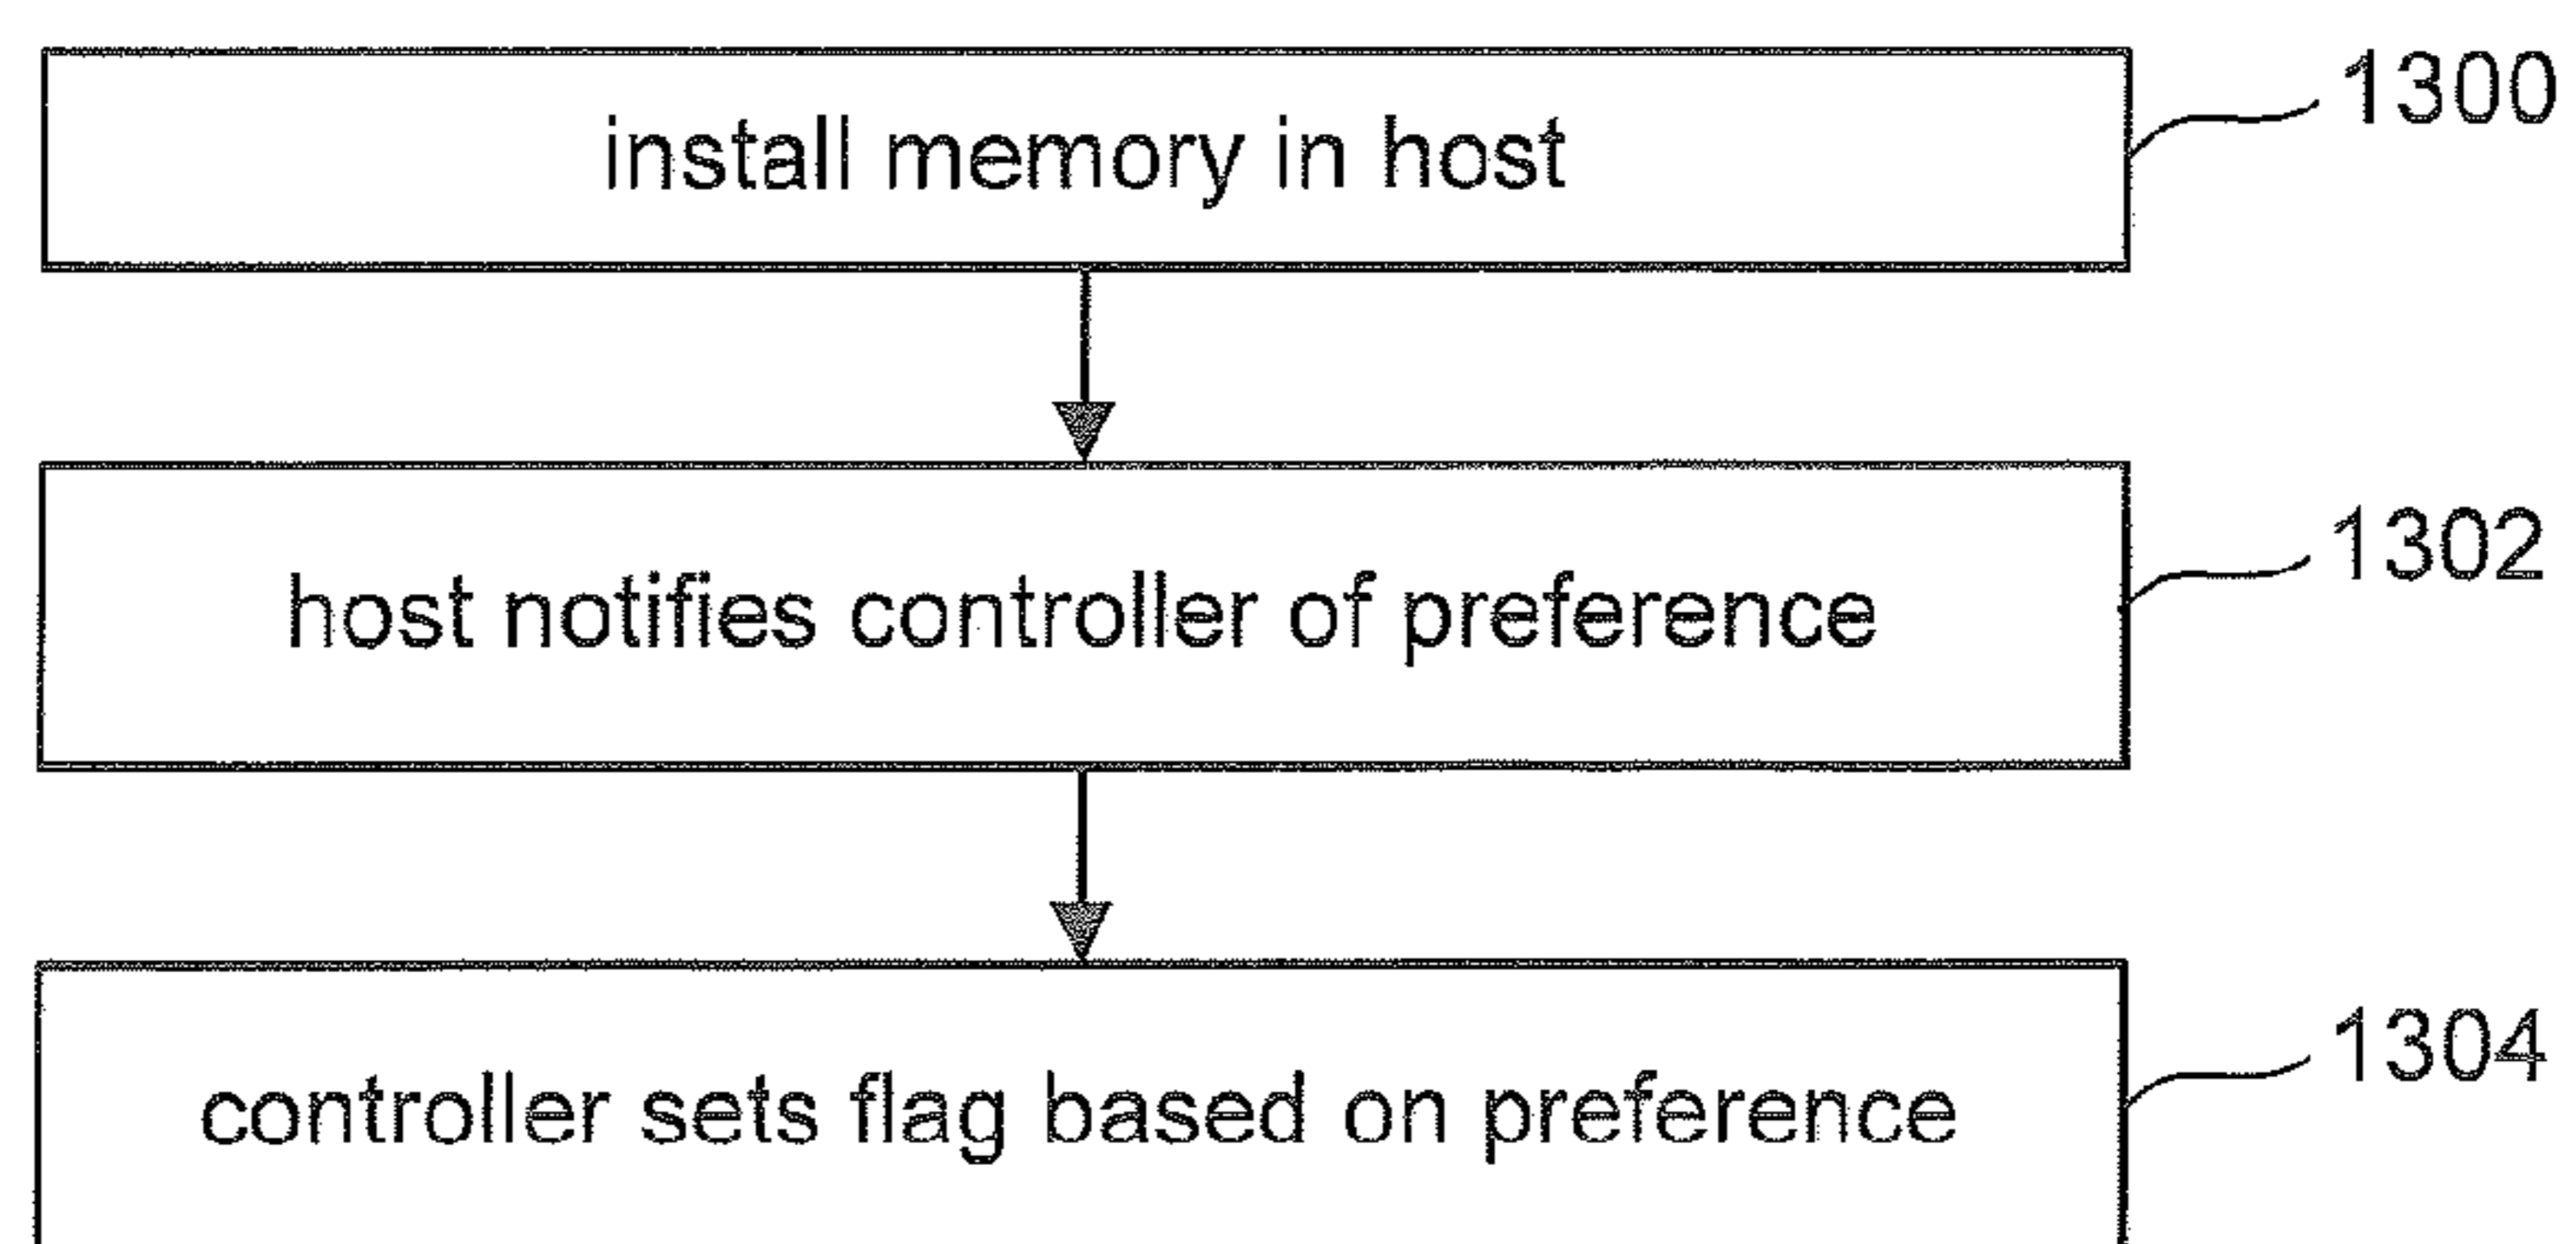 install memory in host
1300
host notifies controller of preference
1302
controller sets flag based on preference
1304